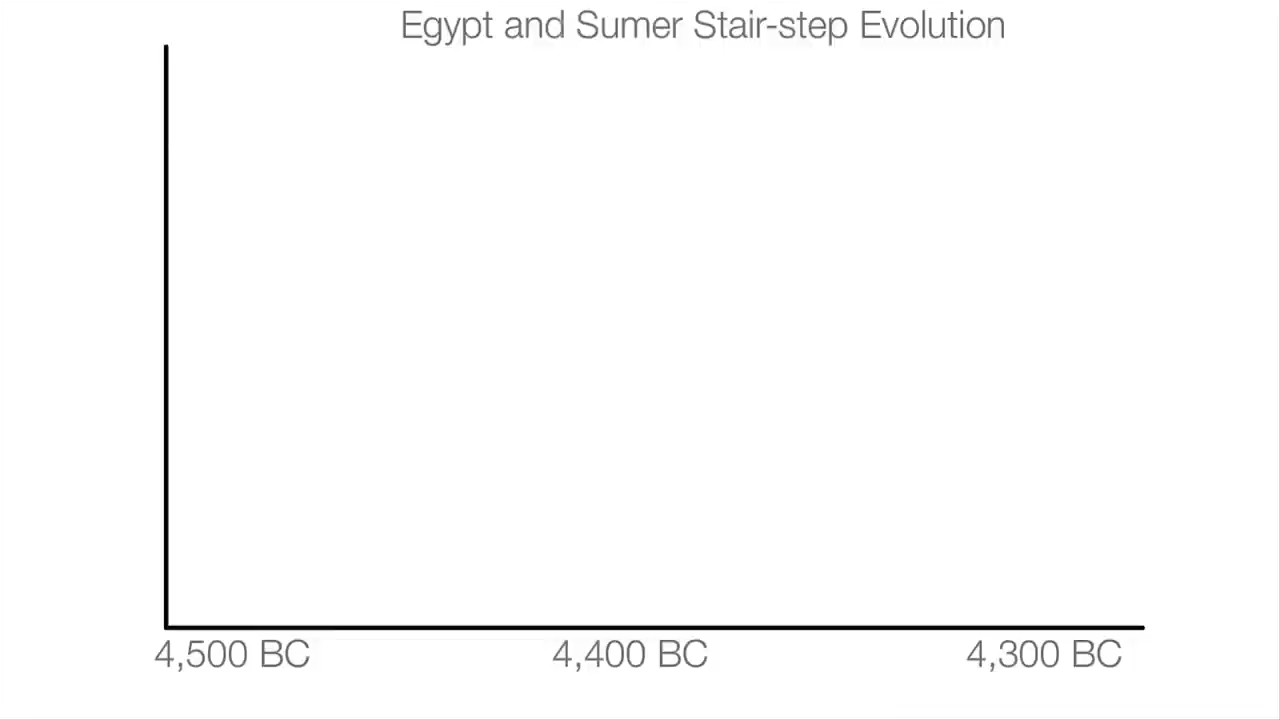 Egypt and Sumer Stair-step Evolution
4,500 BC 4,400 BC 4,300 BC